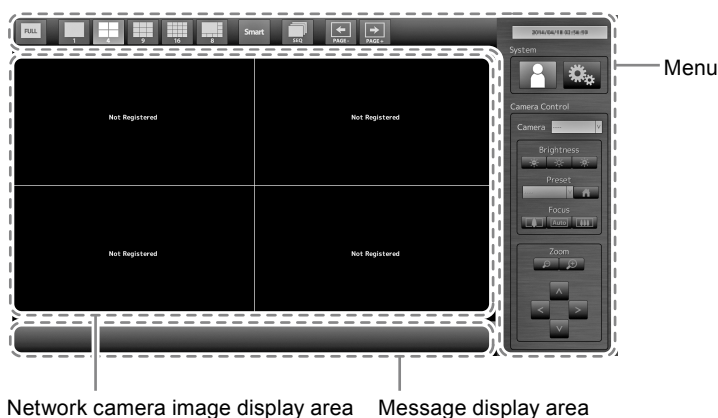 FULL 1 4 9 16 8 Smart SEQ PAGE- PAGE+
2014/04/18 02:56:59
System
Menu
Camera Control
Camera ----
Brightness
Preset
--
Focus
Auto
Zoom
Not Registered Not Registered
Not Registered Not Registered
Network camera image display area Message display area